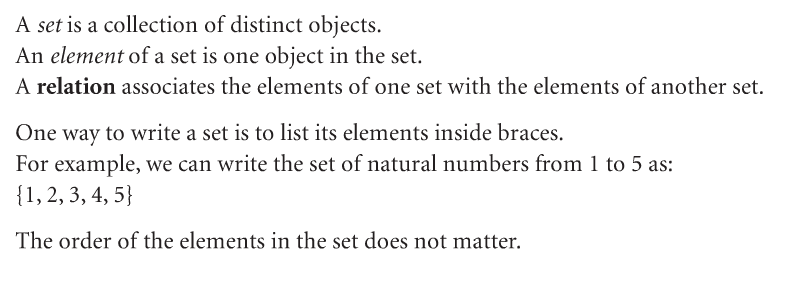 A set is a collection of distinct objects.
An element of a set is one object in the set.
A relation associates the elements of one set with the elements of another set.
One way to write a set is to list its elements inside braces.
For example, we can write the set of natural numbers from 1 to 5 as:
{1, 2, 3, 4, 5}
The order of the elements in the set does not matter.